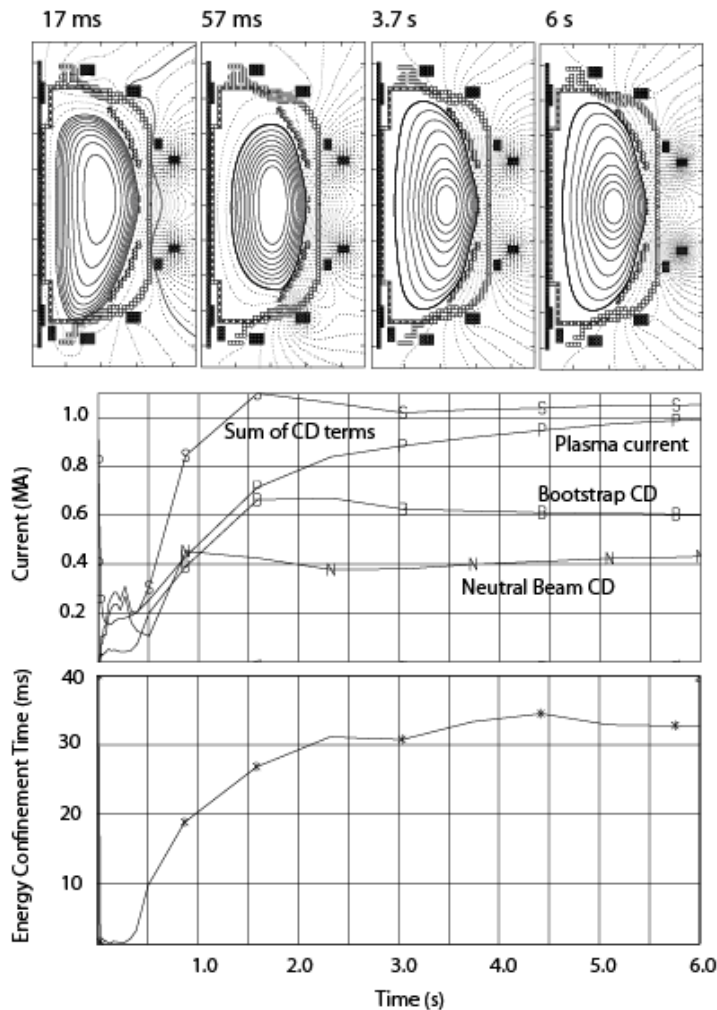 17 ms 57 ms 3.7 s 6 s
1.0
Sum of CD terms
Plasma current
0.8
Bootstrap CD
0.6
0.4
Neutral Beam CD
0.2
Current (MA)
40
30
20
10
Energy Confinement Time (ms)
1.0 2.0 3.0 4.0 5.0 6.0
Time (s)